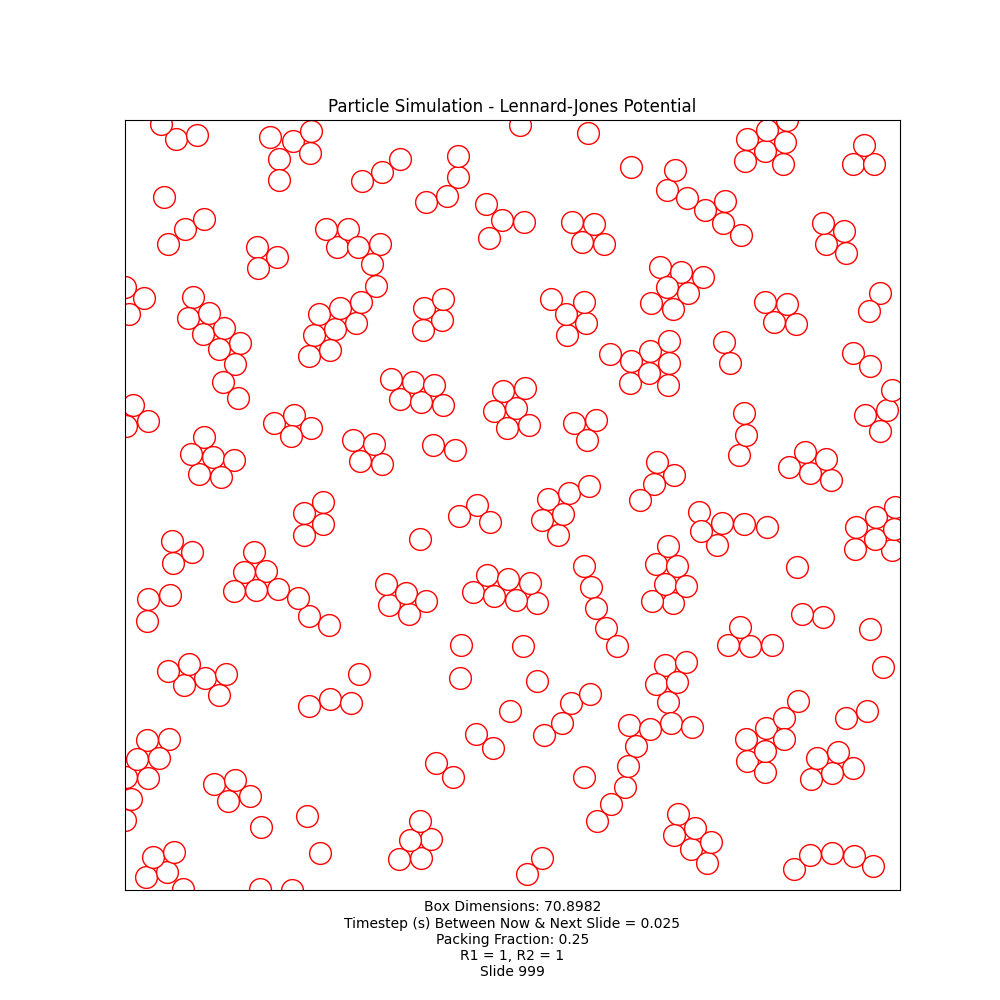 Particle Simulation - Lennard-Jones Potential
Box Dimensions: 70.8982
Timestep (s) Between Now & Next Slide = 0.025
Packing Fraction: 0.25
R1 = 1, R2 = 1
Slide 999